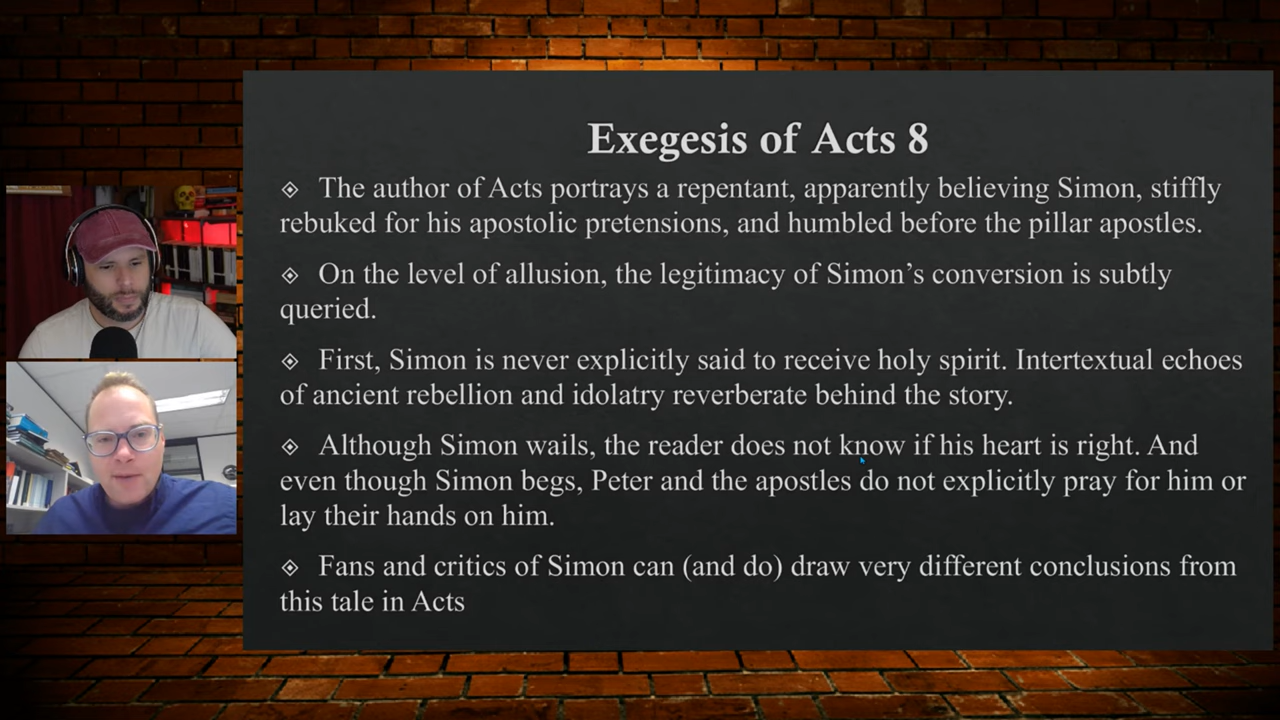 Exegesis of Acts 8
◈ The author of Acts portrays a repentant, apparently believing Simon, stiffly
rebuked for his apostolic pretensions, and humbled before the pillar apostles.
◈ On the level of allusion, the legitimacy of Simon’s conversion is subtly
queried.
◈ First, Simon is never explicitly said to receive holy spirit. Intertextual echoes
of ancient rebellion and idolatry reverberate behind the story.
◈ Although Simon wails, the reader does not know if his heart is right. And
even though Simon begs, Peter and the apostles do not explicitly pray for him or
lay their hands on him.
◈ Fans and critics of Simon can (and do) draw very different conclusions from
this tale in Acts